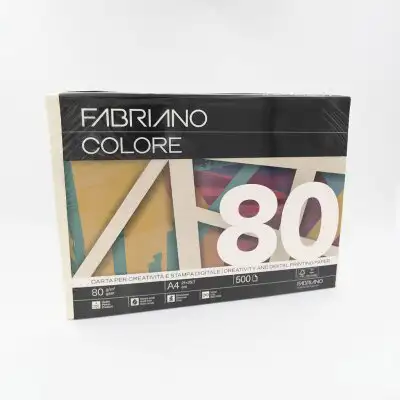 FABRIANO
COLORE
80
CARTA PER CREATIVITÀ E STAMPA DIGITALE | CREATIVITY AND DIGITAL PRINTING PAPER
80 A4 500
FABRIANO